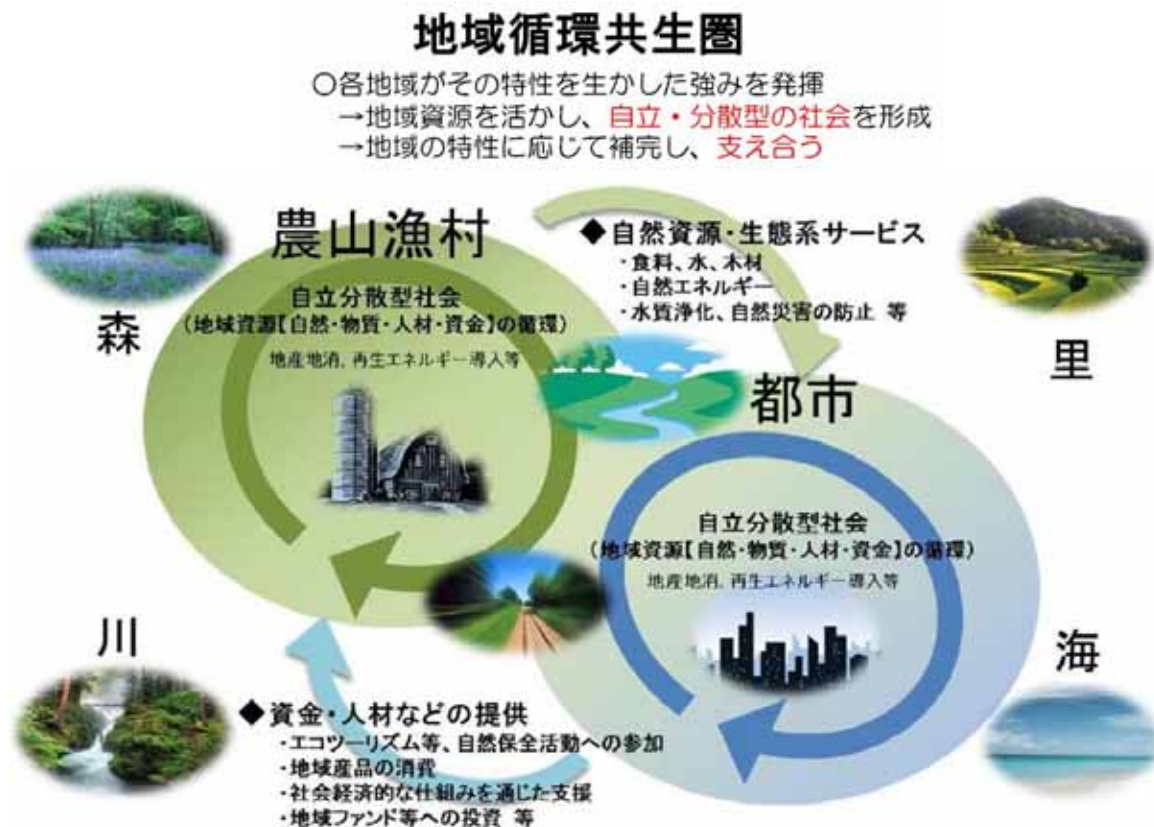 地域循環共生圏
○各地域がその特性を生かした強みを発揮
→地域資源を活かし、自立・分散型の社会を形成
→地域の特性に応じて補完し、支え合う
農山漁村
自立分散型社会
(地域資源【自然・物質・人材・資金】の循環)
地産地消、再生エネルギー導入等
◆自然資源・生態系サービス
・食料、水、木材
・自然エネルギー
・水質浄化、自然災害の防止 等
森
里
都市
自立分散型社会
(地域資源【自然・物質・人材・資金】の循環)
地産地消、再生エネルギー導入等
川
海
◆資金・人材などの提供
・エコツーリズム等、自然保全活動への参加
・地域産品の消費
・社会経済的な仕組みを通じた支援
・地域ファンド等への投資 等